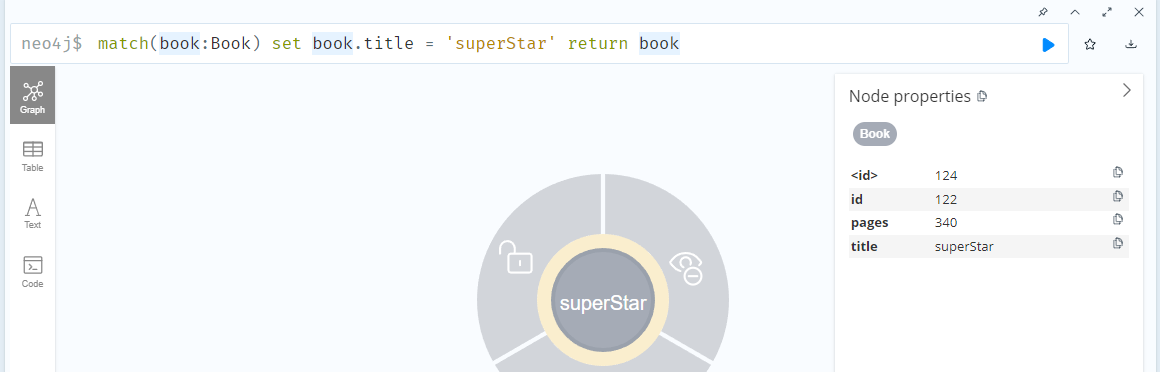 neo4j$ match(book:Book) set book.title = 'superStar' return book
Graph
Table
Text
Code
superStar
Node properties
Book
<id> 124
id 122
pages 340
title superStar